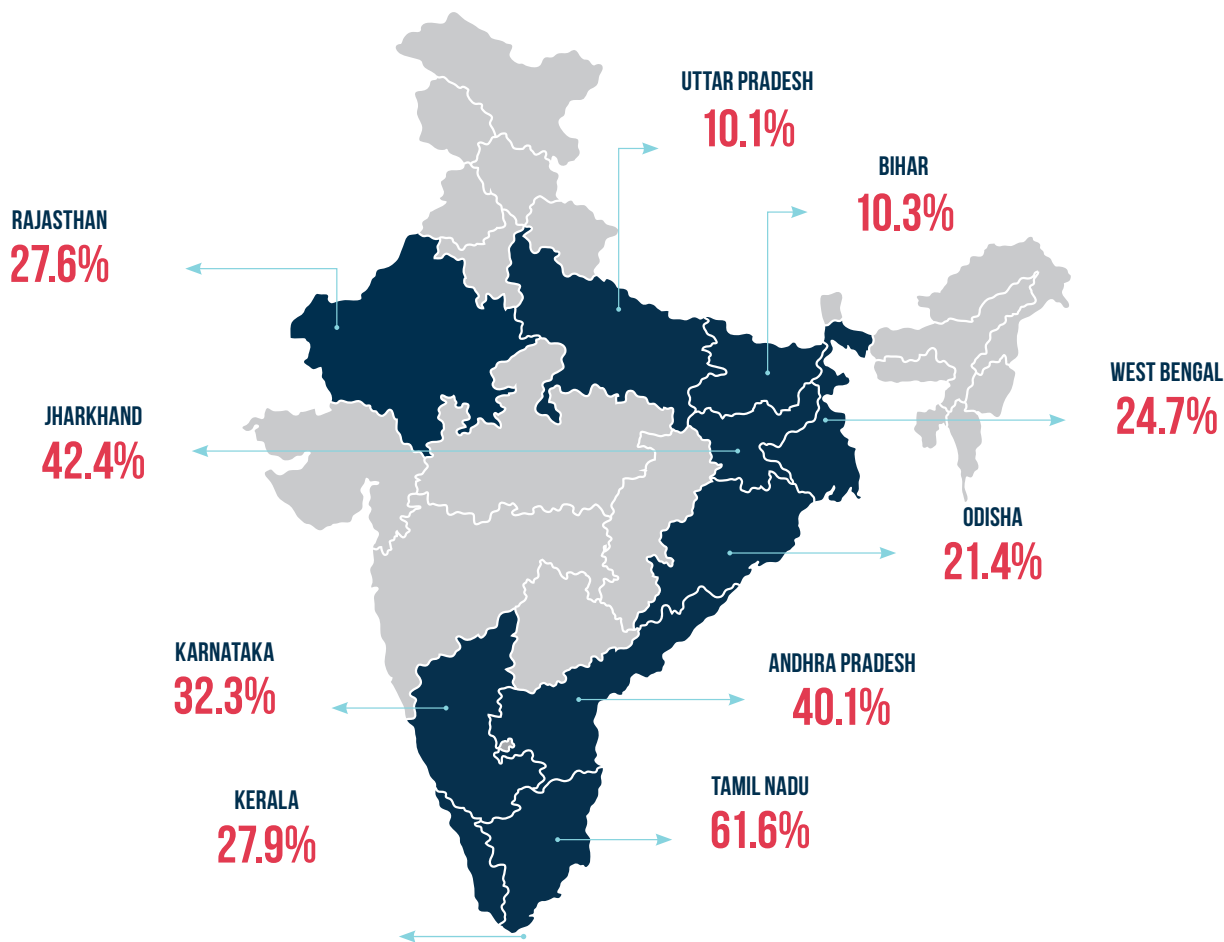 UTTAR PRADESH
10.1%
BIHAR
10.3%
RAJASTHAN
27.6%
WEST BENGAL
24.7%
JHARKHAND
42.4%
ODISHA
21.4%
KARNATAKA
32.3%
ANDHRA PRADESH
40.1%
KERALA
27.9%
TAMIL NADU
61.6%